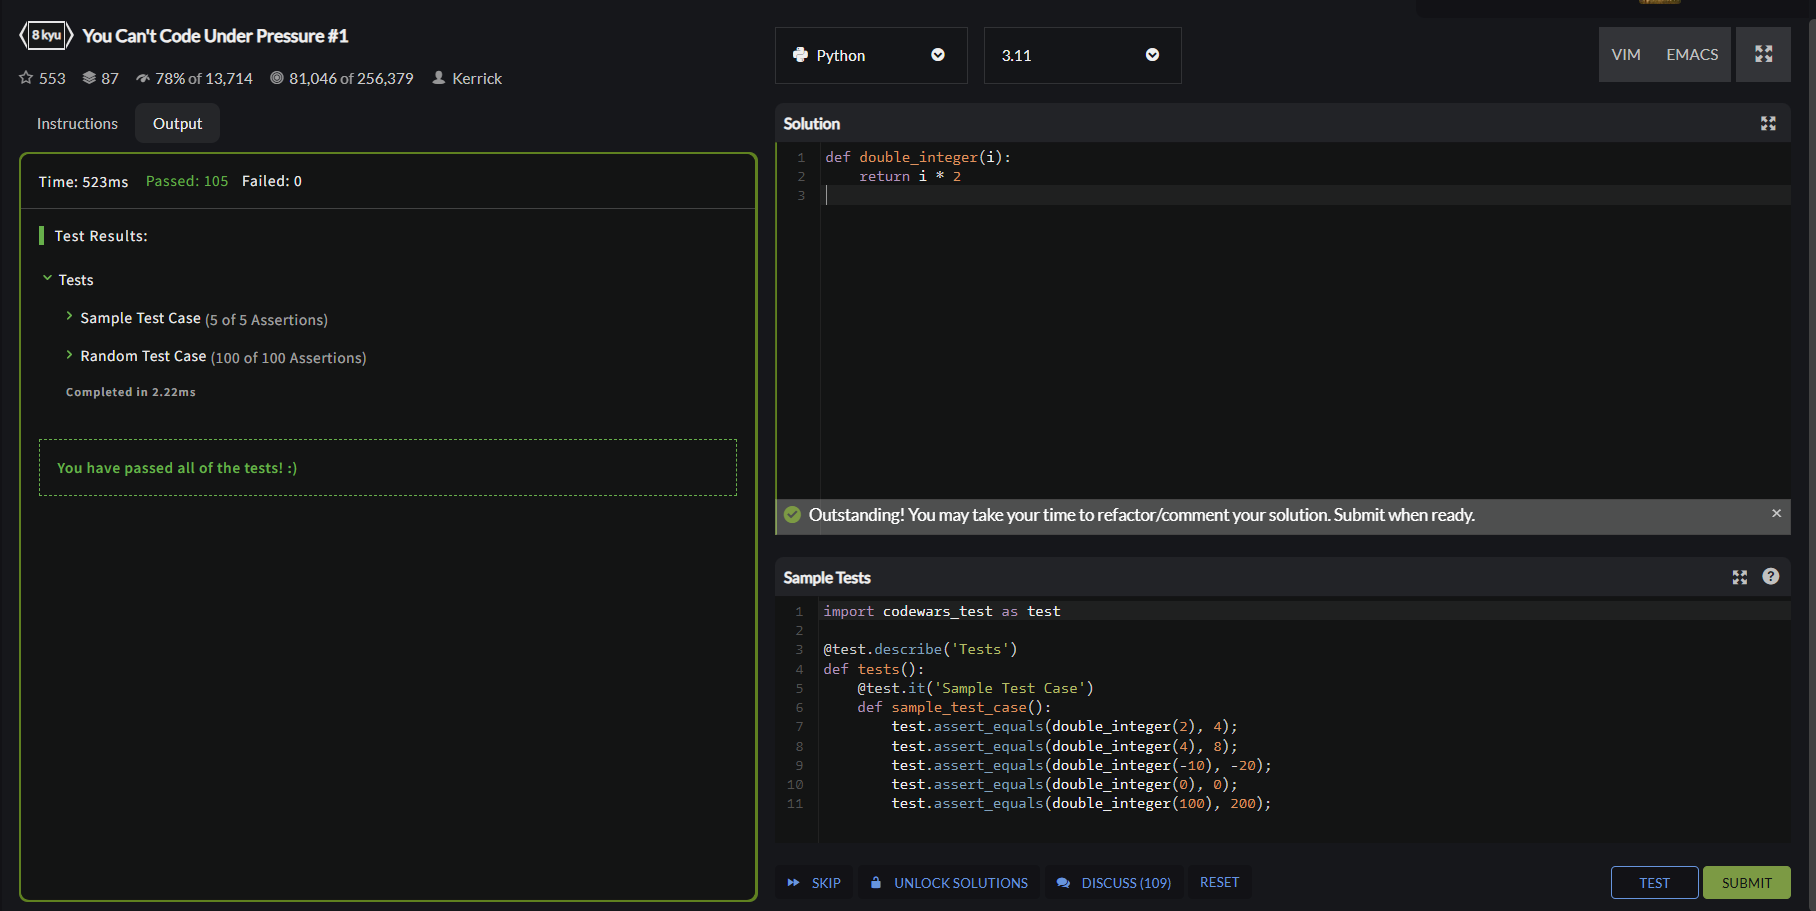 8 kyu You Can't Code Under Pressure #1
553 87 78% of 13,714 81,046 of 256,379 Kerrick
Instructions Output
Time: 523ms Passed: 105 Failed: 0
Test Results:
Tests
Sample Test Case (5 of 5 Assertions)
Random Test Case (100 of 100 Assertions)
Completed in 2.22ms
You have passed all of the tests! :)
Python 3.11 VIM EMACS
Solution
1 def double_integer(i):
2     return i * 2
3
Outstanding! You may take your time to refactor/comment your solution. Submit when ready. ×
Sample Tests ?
1 import codewars_test as test
2
3 @test.describe('Tests')
4 def tests():
5     @test.it('Sample Test Case')
6     def sample_test_case():
7         test.assert_equals(double_integer(2), 4);
8         test.assert_equals(double_integer(4), 8);
9         test.assert_equals(double_integer(-10), -20);
10         test.assert_equals(double_integer(0), 0);
11         test.assert_equals(double_integer(100), 200);
SKIP UNLOCK SOLUTIONS DISCUSS (109) RESET TEST SUBMIT